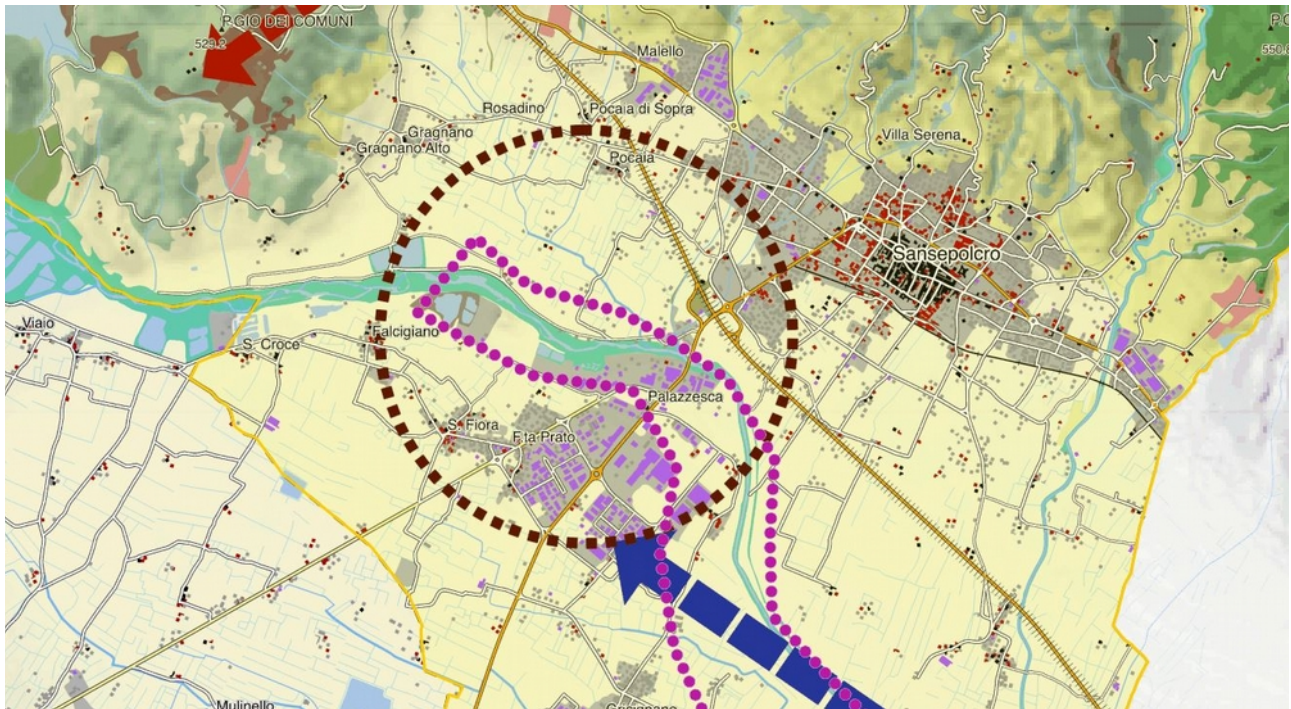 P.GIO DEI COMUNI
529.2
Malello
Rosadino
Pocaia di Sopra
Gragnano
Gragnano Alto
Pocaia
Villa Serena
Sansepolcro
Viaio
S. Croce
Falcigiano
Palazzesca
S. Fiora
F.ta Prato
Mulinello
Grisignano